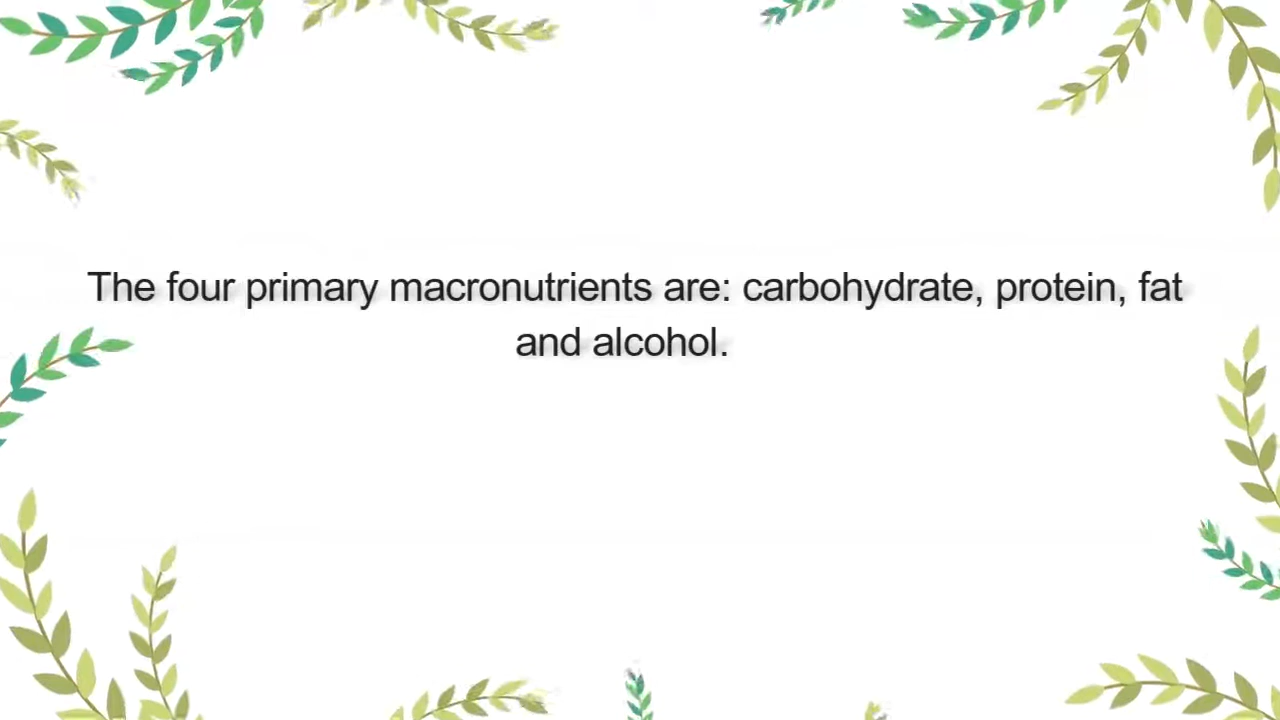 The four primary macronutrients are: carbohydrate, protein, fat
and alcohol.